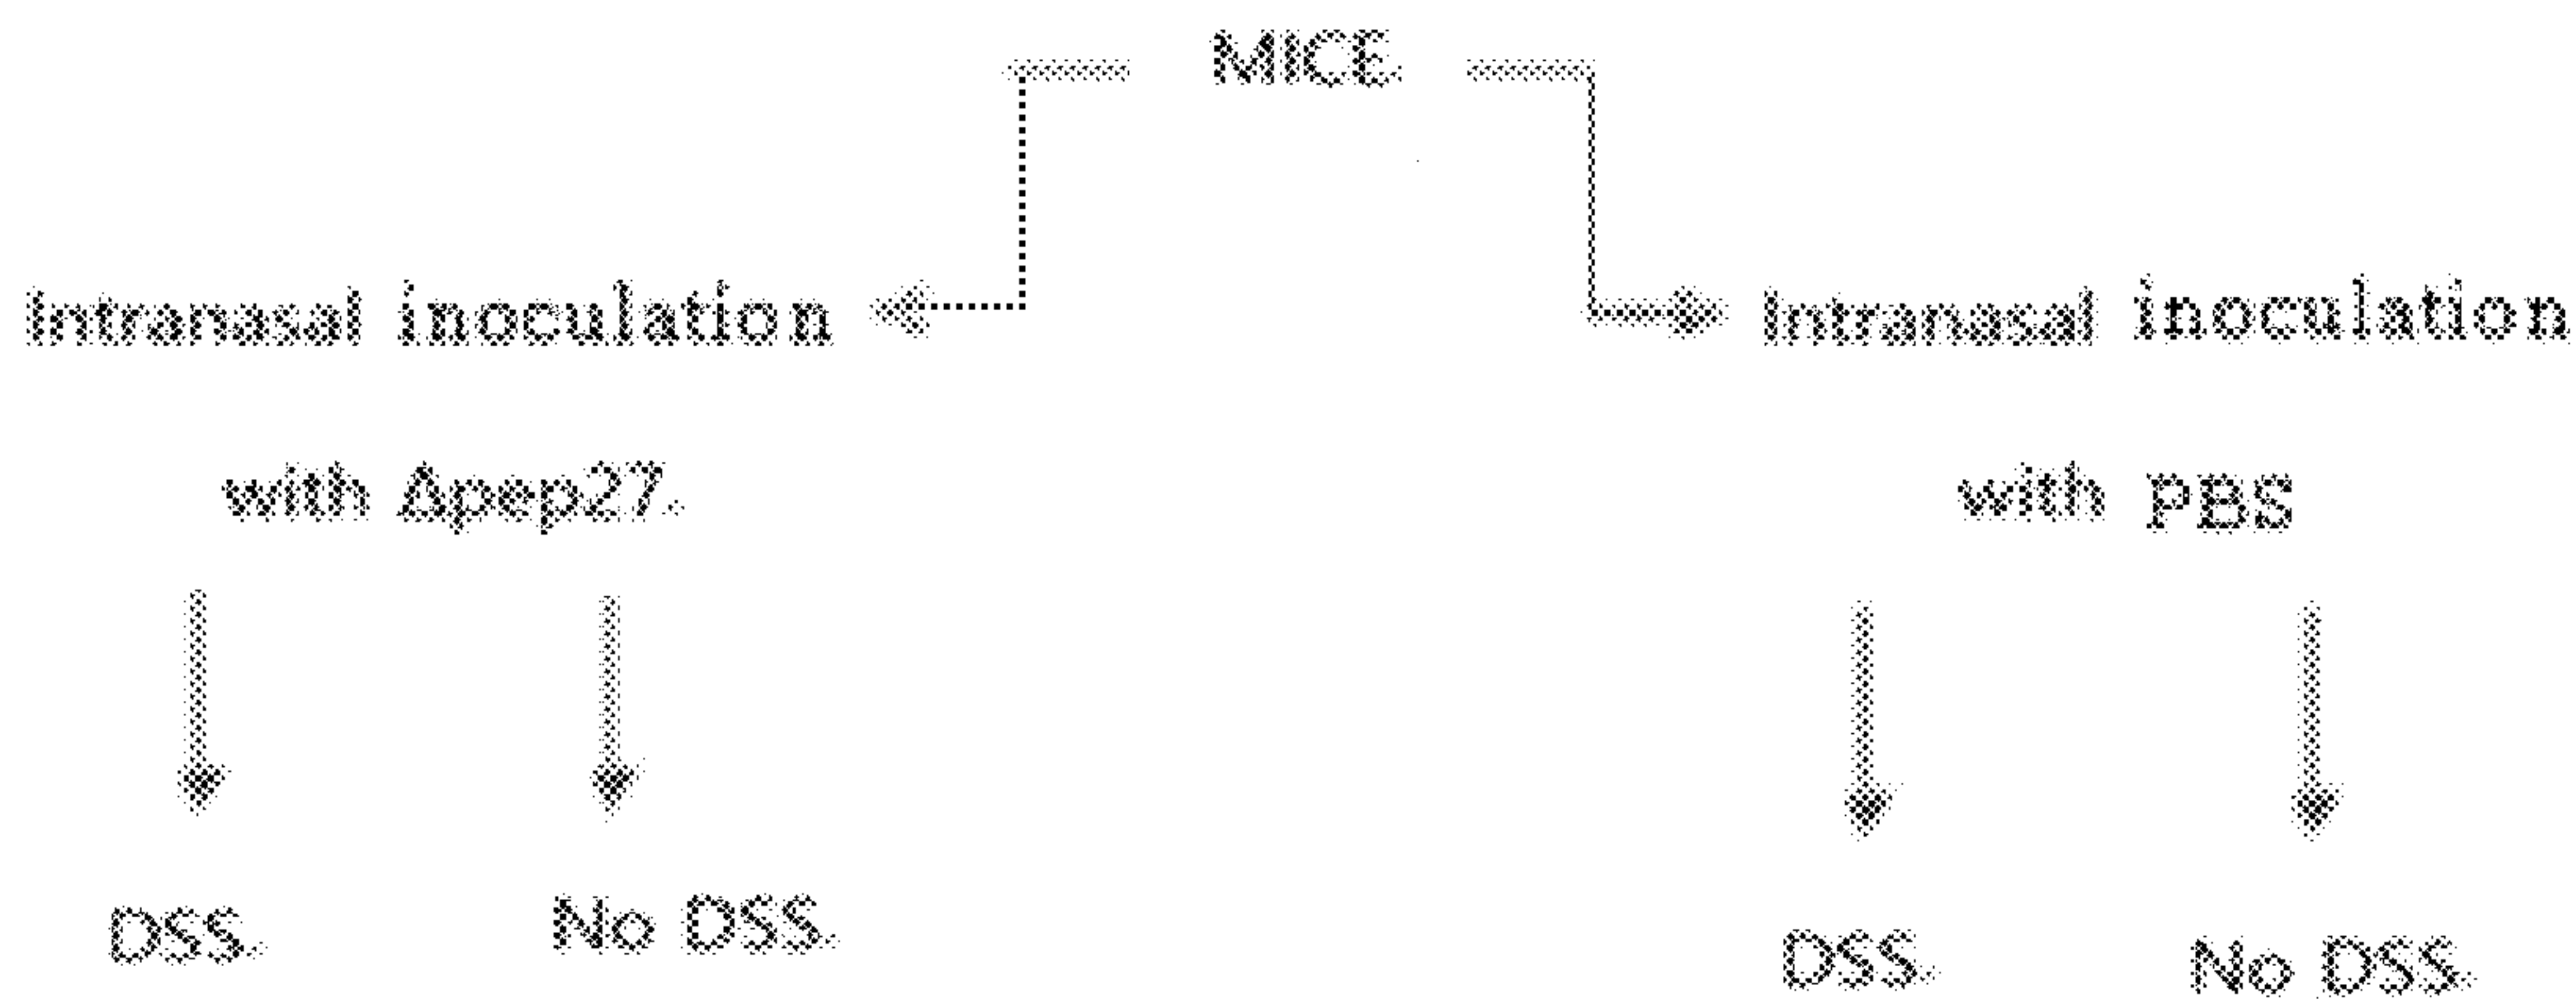 MICE
Intranasal inoculation
with Δpep27
Intranasal inoculation
with PBS
DSS
No DSS
DSS
No DSS